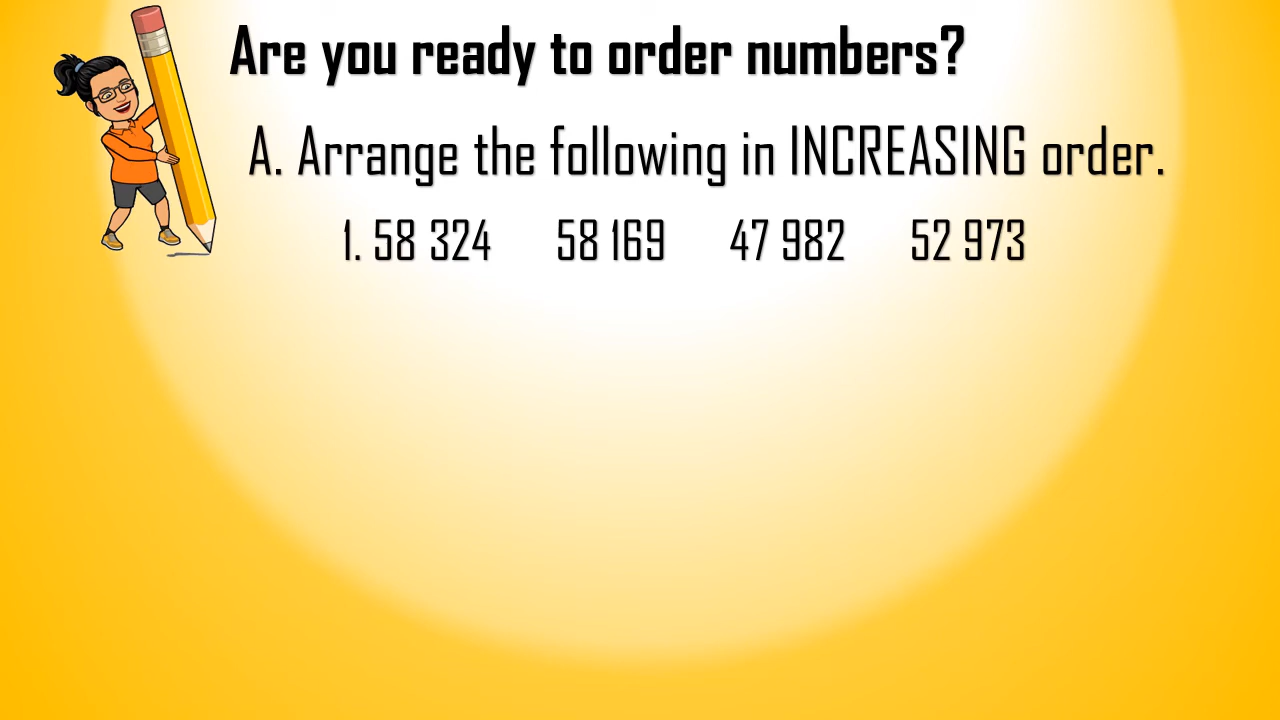 Are you ready to order numbers?
A. Arrange the following in INCREASING order.
1. 58 324 58 169 47 982 52 973